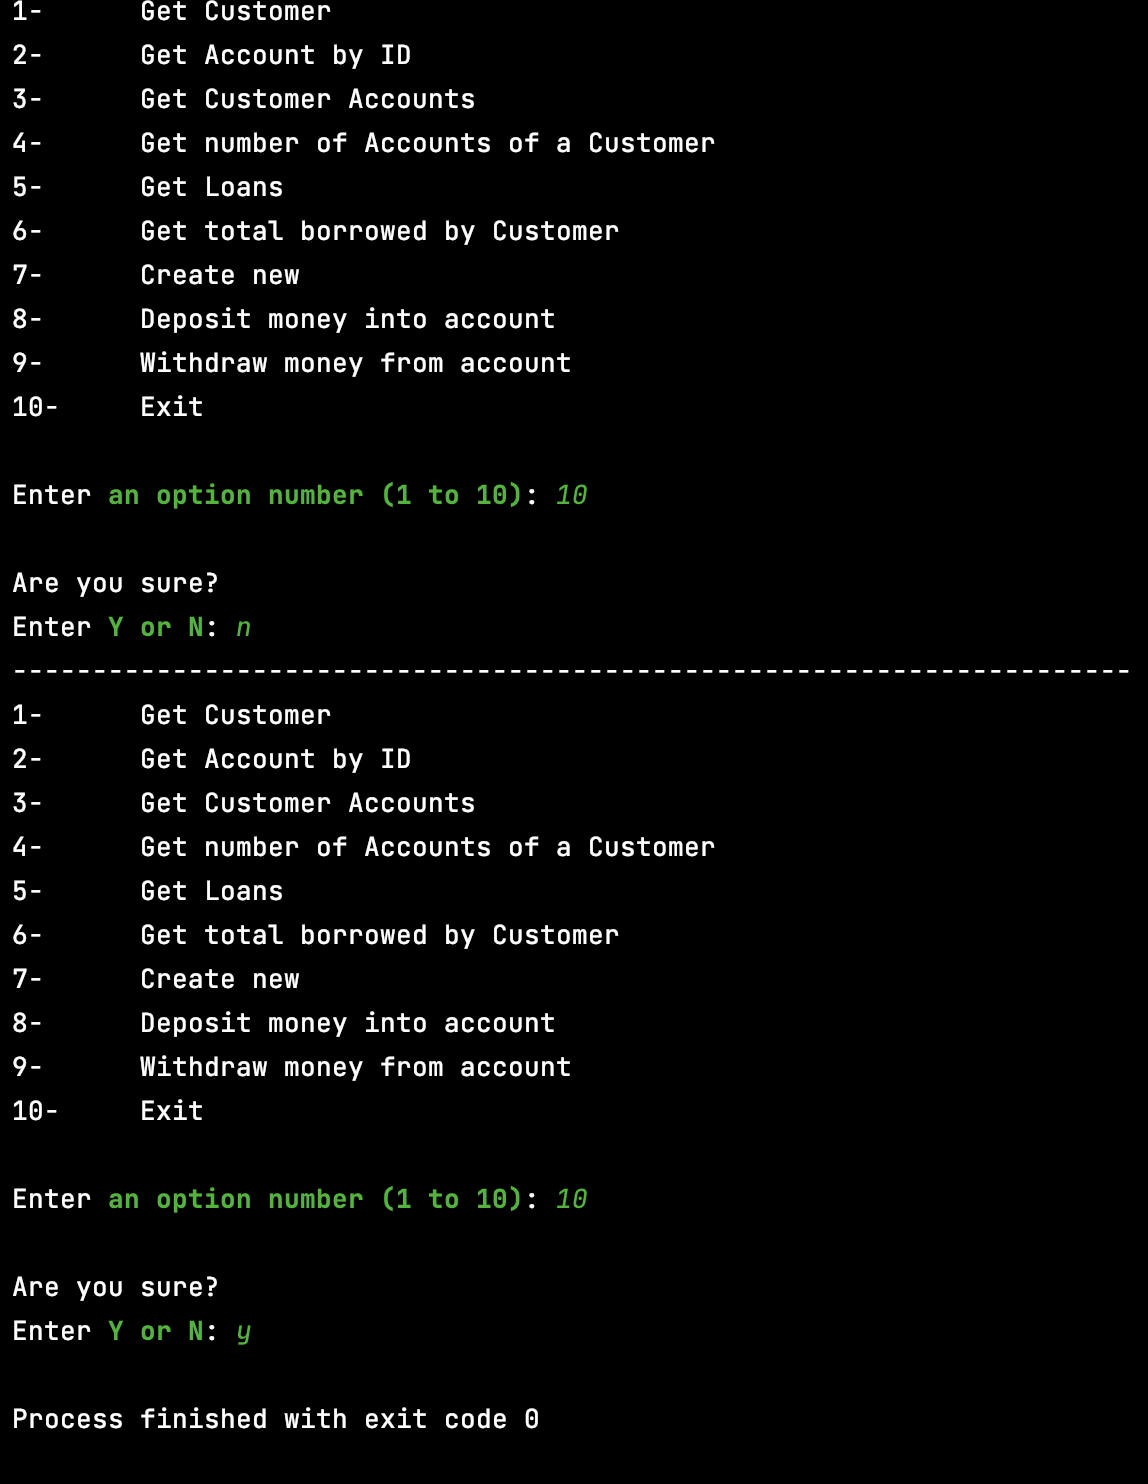 1-      Get Customer
2-      Get Account by ID
3-      Get Customer Accounts
4-      Get number of Accounts of a Customer
5-      Get Loans
6-      Get total borrowed by Customer
7-      Create new
8-      Deposit money into account
9-      Withdraw money from account
10-     Exit
Enter an option number (1 to 10): 10
Are you sure?
Enter Y or N: n
----------------------------------------------------------------------
1-      Get Customer
2-      Get Account by ID
3-      Get Customer Accounts
4-      Get number of Accounts of a Customer
5-      Get Loans
6-      Get total borrowed by Customer
7-      Create new
8-      Deposit money into account
9-      Withdraw money from account
10-     Exit
Enter an option number (1 to 10): 10
Are you sure?
Enter Y or N: y
Process finished with exit code 0